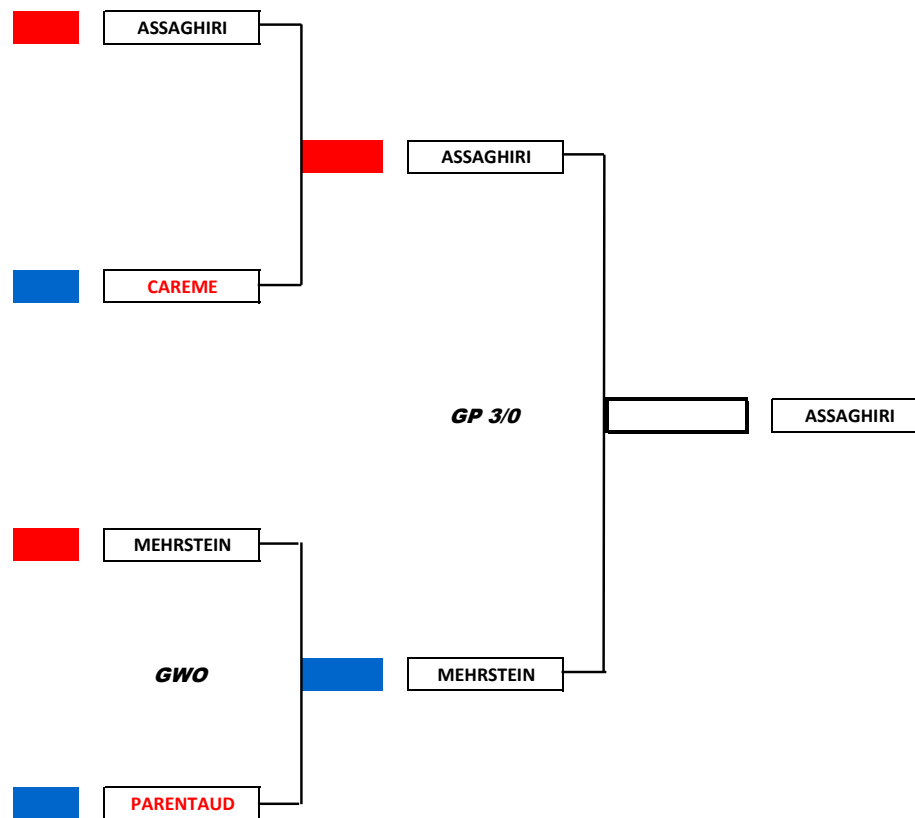 ASSAGHIRI
ASSAGHIRI
CAREME
GP 3/0
ASSAGHIRI
MEHRSTEIN
GWO
MEHRSTEIN
PARENTAUD